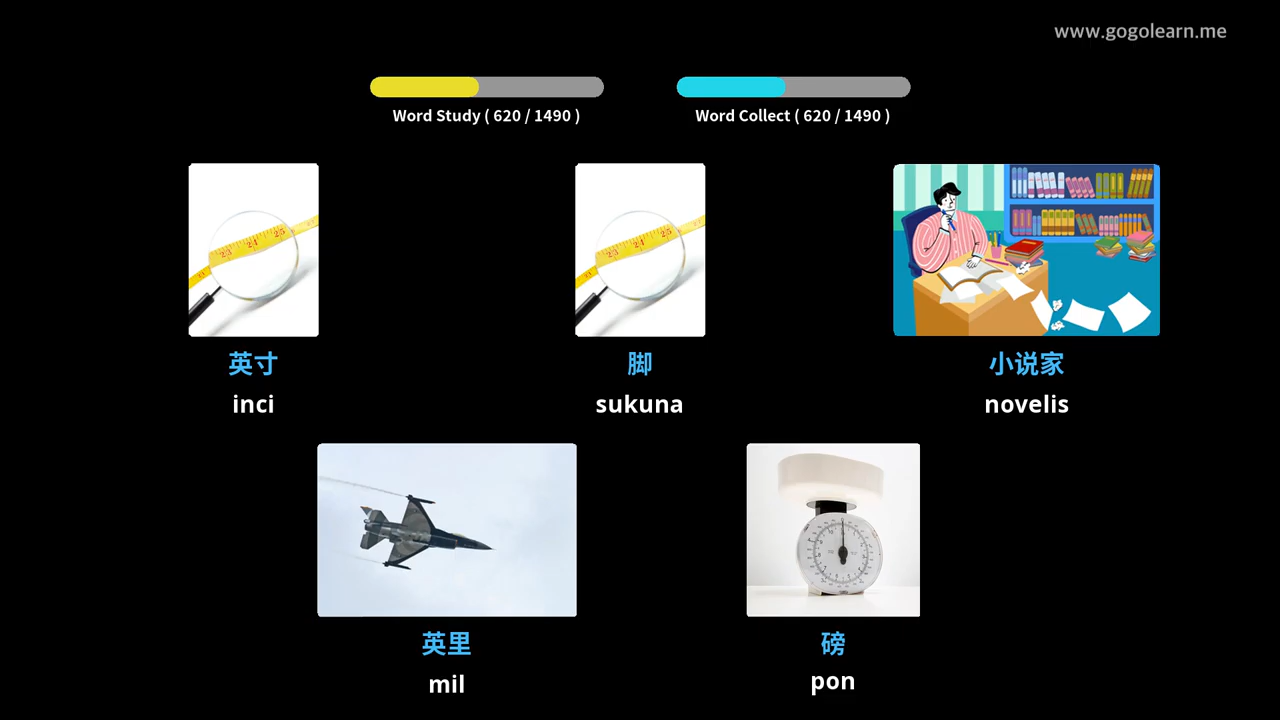 www.gogolearn.me
Word Study ( 620 / 1490 )
Word Collect ( 620 / 1490 )
英寸
inci
脚
sukuna
小说家
novelis
英里
mil
磅
pon